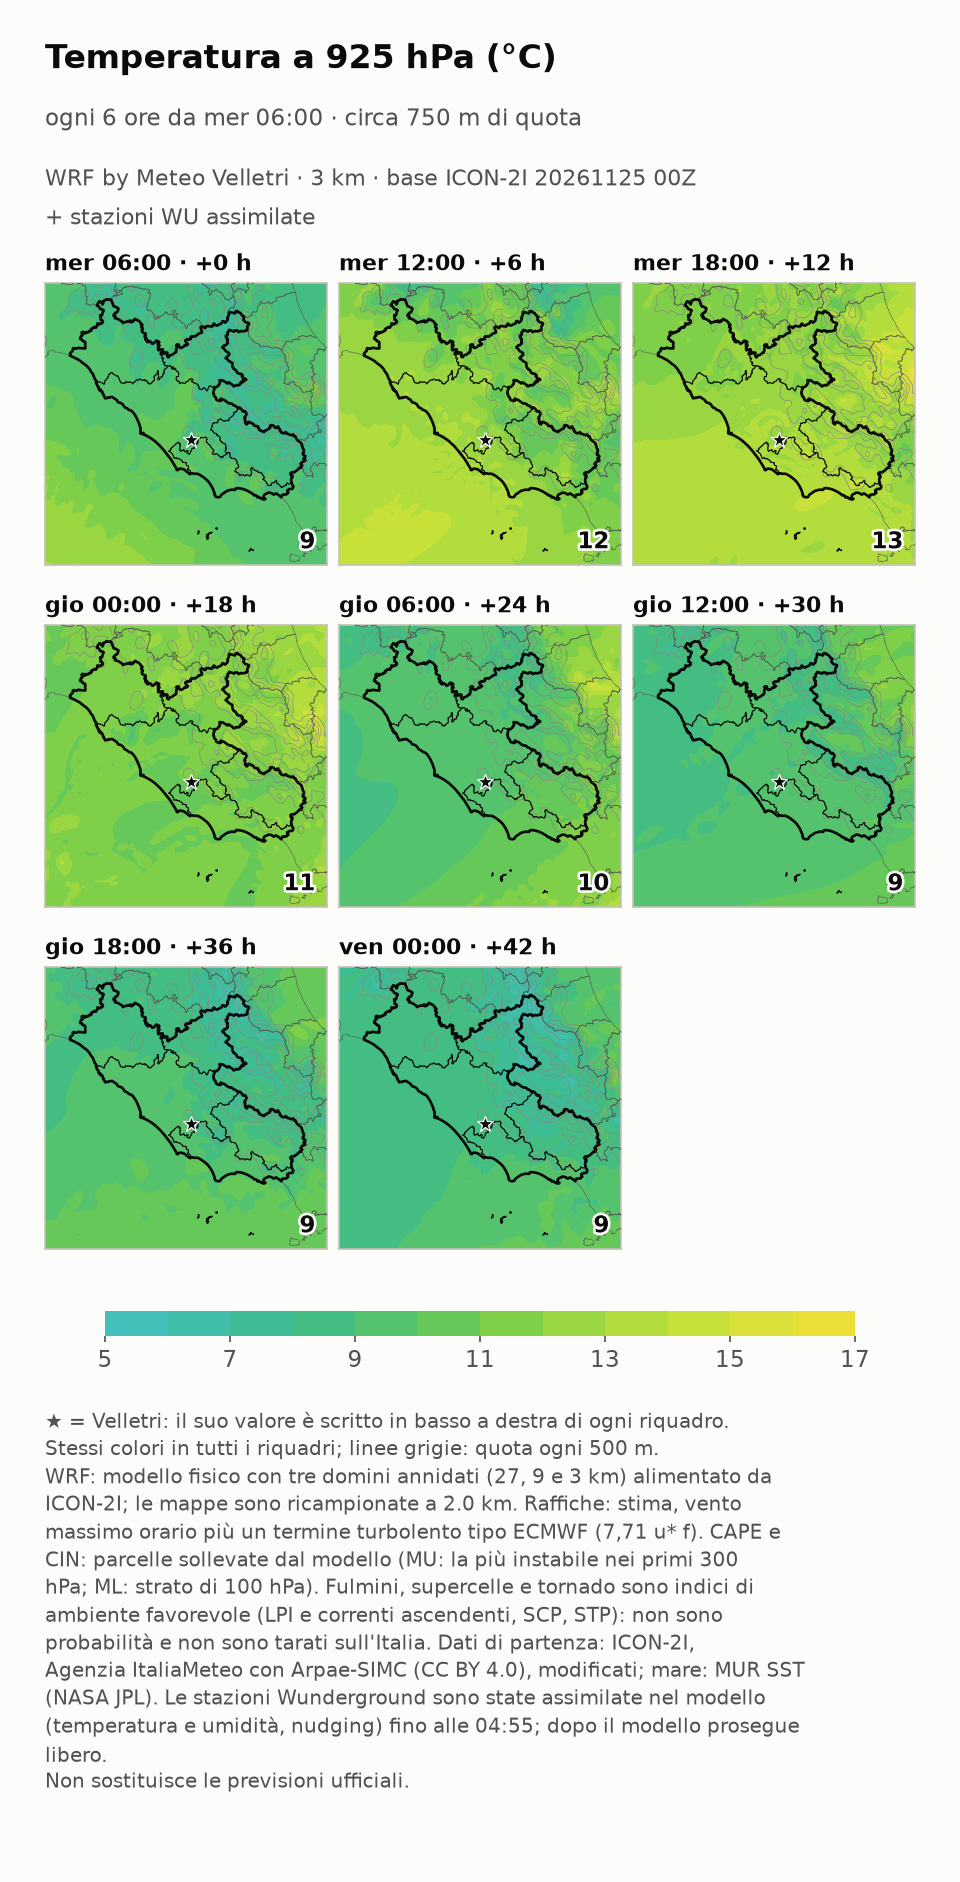 Temperatura a 925 hPa (°C)
ogni 6 ore da mer 06:00 · circa 750 m di quota
WRF by Meteo Velletri · 3 km · base ICON-2I 20261125 00Z
+ stazioni WU assimilate
mer 06:00 · +0 h
mer 12:00 · +6 h
mer 18:00 · +12 h
9
12
13
gio 00:00 · +18 h
gio 06:00 · +24 h
gio 12:00 · +30 h
11
10
9
gio 18:00 · +36 h
ven 00:00 · +42 h
9
9
5 7 9 11 13 15 17
★ = Velletri: il suo valore è scritto in basso a destra di ogni riquadro.
Stessi colori in tutti i riquadri; linee grigie: quota ogni 500 m.
WRF: modello fisico con tre domini annidati (27, 9 e 3 km) alimentato da
ICON-2I; le mappe sono ricampionate a 2.0 km. Raffiche: stima, vento
massimo orario più un termine turbolento tipo ECMWF (7,71 u* f). CAPE e
CIN: parcelle sollevate dal modello (MU: la più instabile nei primi 300
hPa; ML: strato di 100 hPa). Fulmini, supercelle e tornado sono indici di
ambiente favorevole (LPI e correnti ascendenti, SCP, STP): non sono
probabilità e non sono tarati sull'Italia. Dati di partenza: ICON-2I,
Agenzia ItaliaMeteo con Arpae-SIMC (CC BY 4.0), modificati; mare: MUR SST
(NASA JPL). Le stazioni Wunderground sono state assimilate nel modello
(temperatura e umidità, nudging) fino alle 04:55; dopo il modello prosegue
libero.
Non sostituisce le previsioni ufficiali.